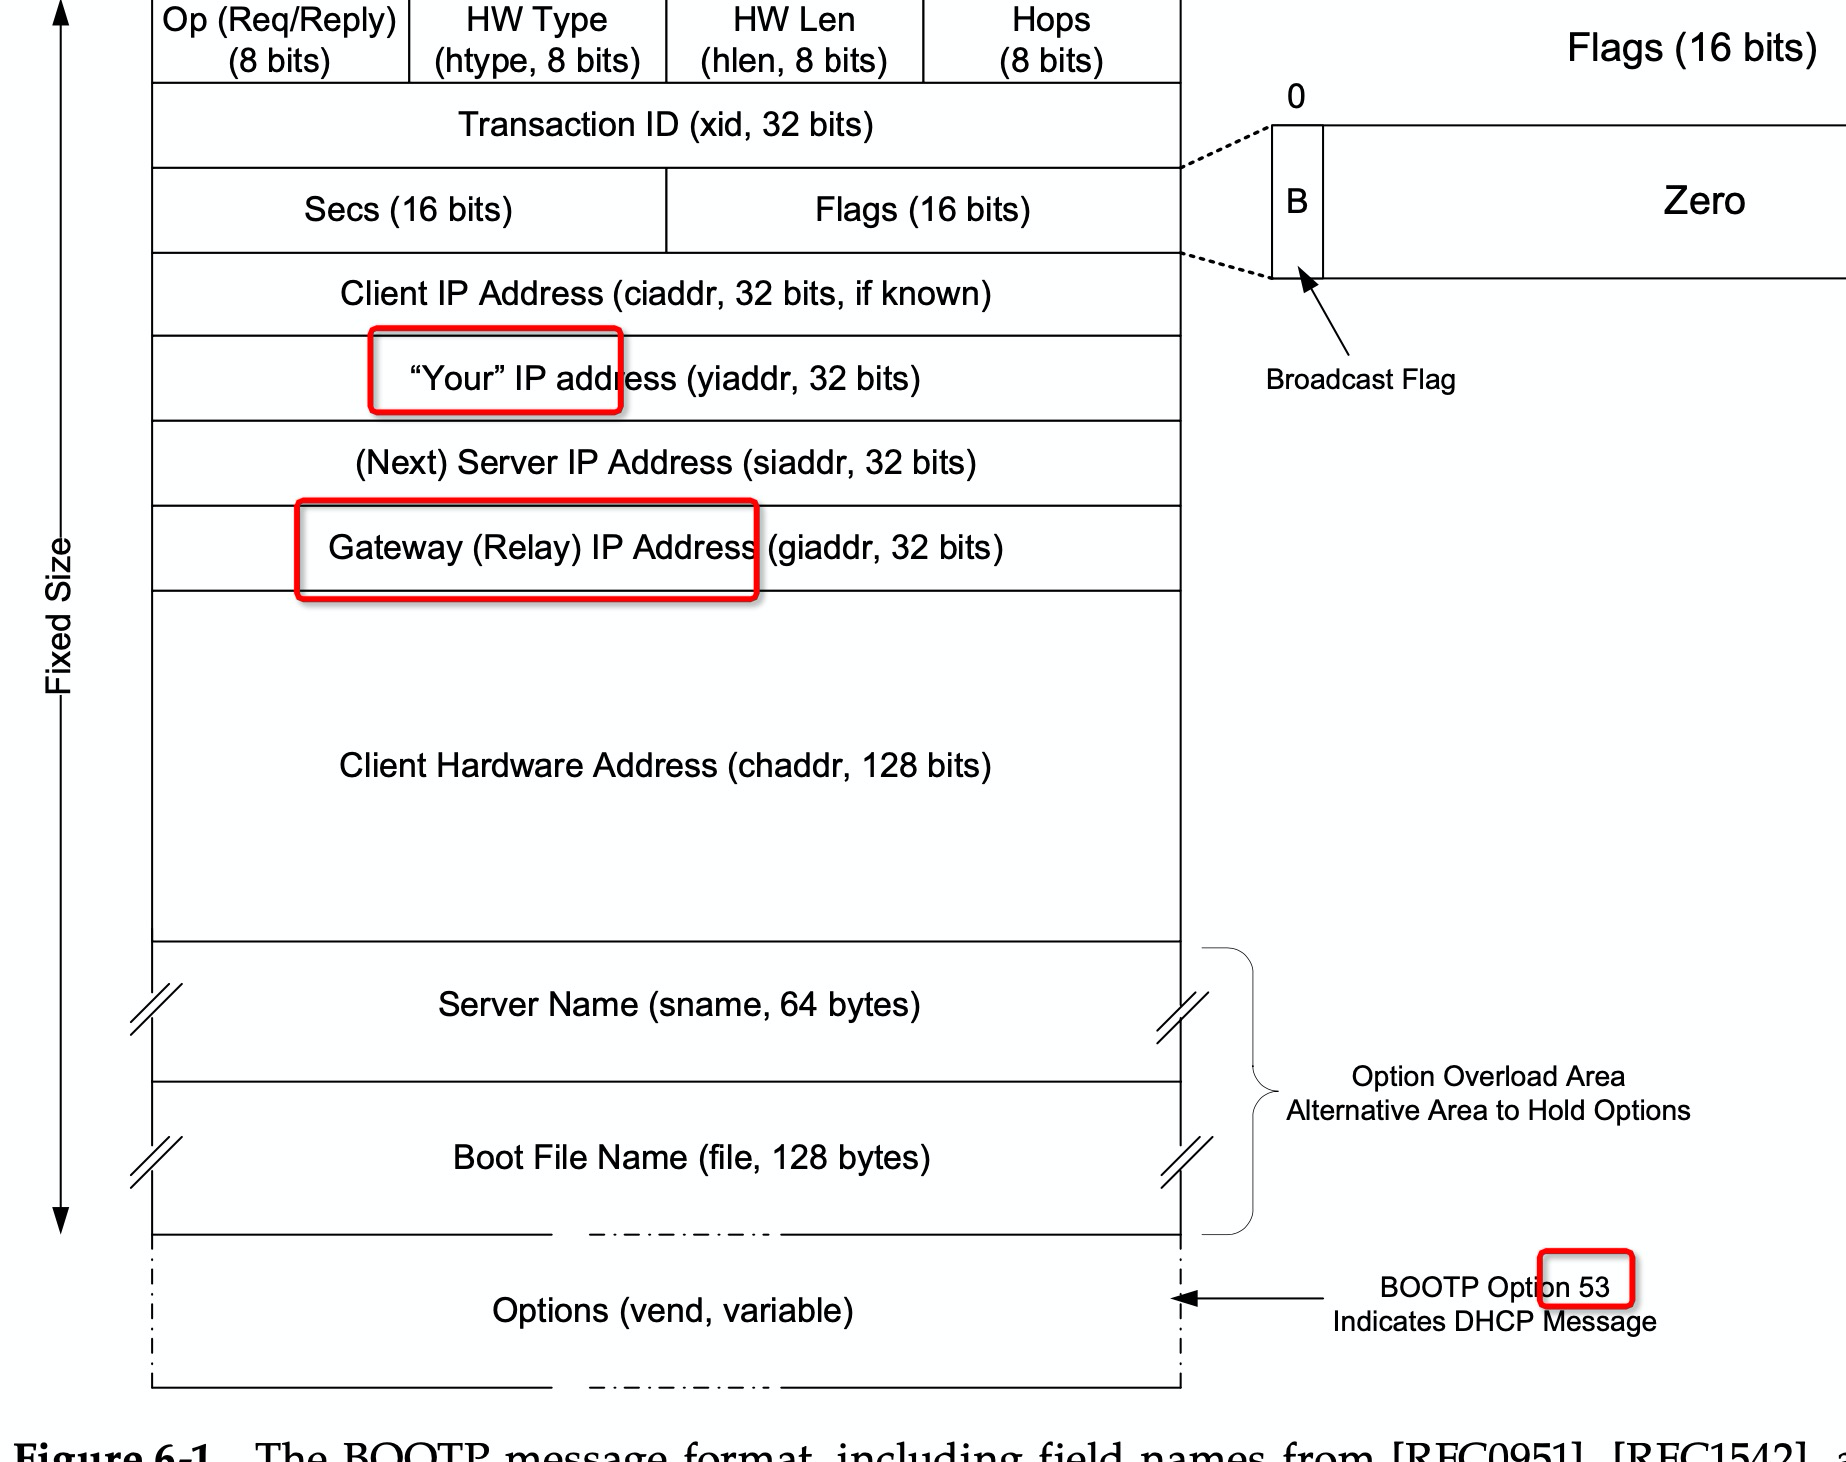 Op (Req/Reply)
(8 bits)
HW Type
(htype, 8 bits)
HW Len
(hlen, 8 bits)
Hops
(8 bits)
Flags (16 bits)
0
Transaction ID (xid, 32 bits)
B
Zero
Secs (16 bits)
Flags (16 bits)
Client IP Address (ciaddr, 32 bits, if known)
“Your” IP address (yiaddr, 32 bits)
Broadcast Flag
(Next) Server IP Address (siaddr, 32 bits)
Gateway (Relay) IP Address (giaddr, 32 bits)
Fixed Size
Client Hardware Address (chaddr, 128 bits)
Server Name (sname, 64 bytes)
Option Overload Area
Alternative Area to Hold Options
Boot File Name (file, 128 bytes)
BOOTP Option 53
Indicates DHCP Message
Options (vend, variable)
Figure 6-1 The BOOTP message format, including field names from [RFC0951], [RFC1542],